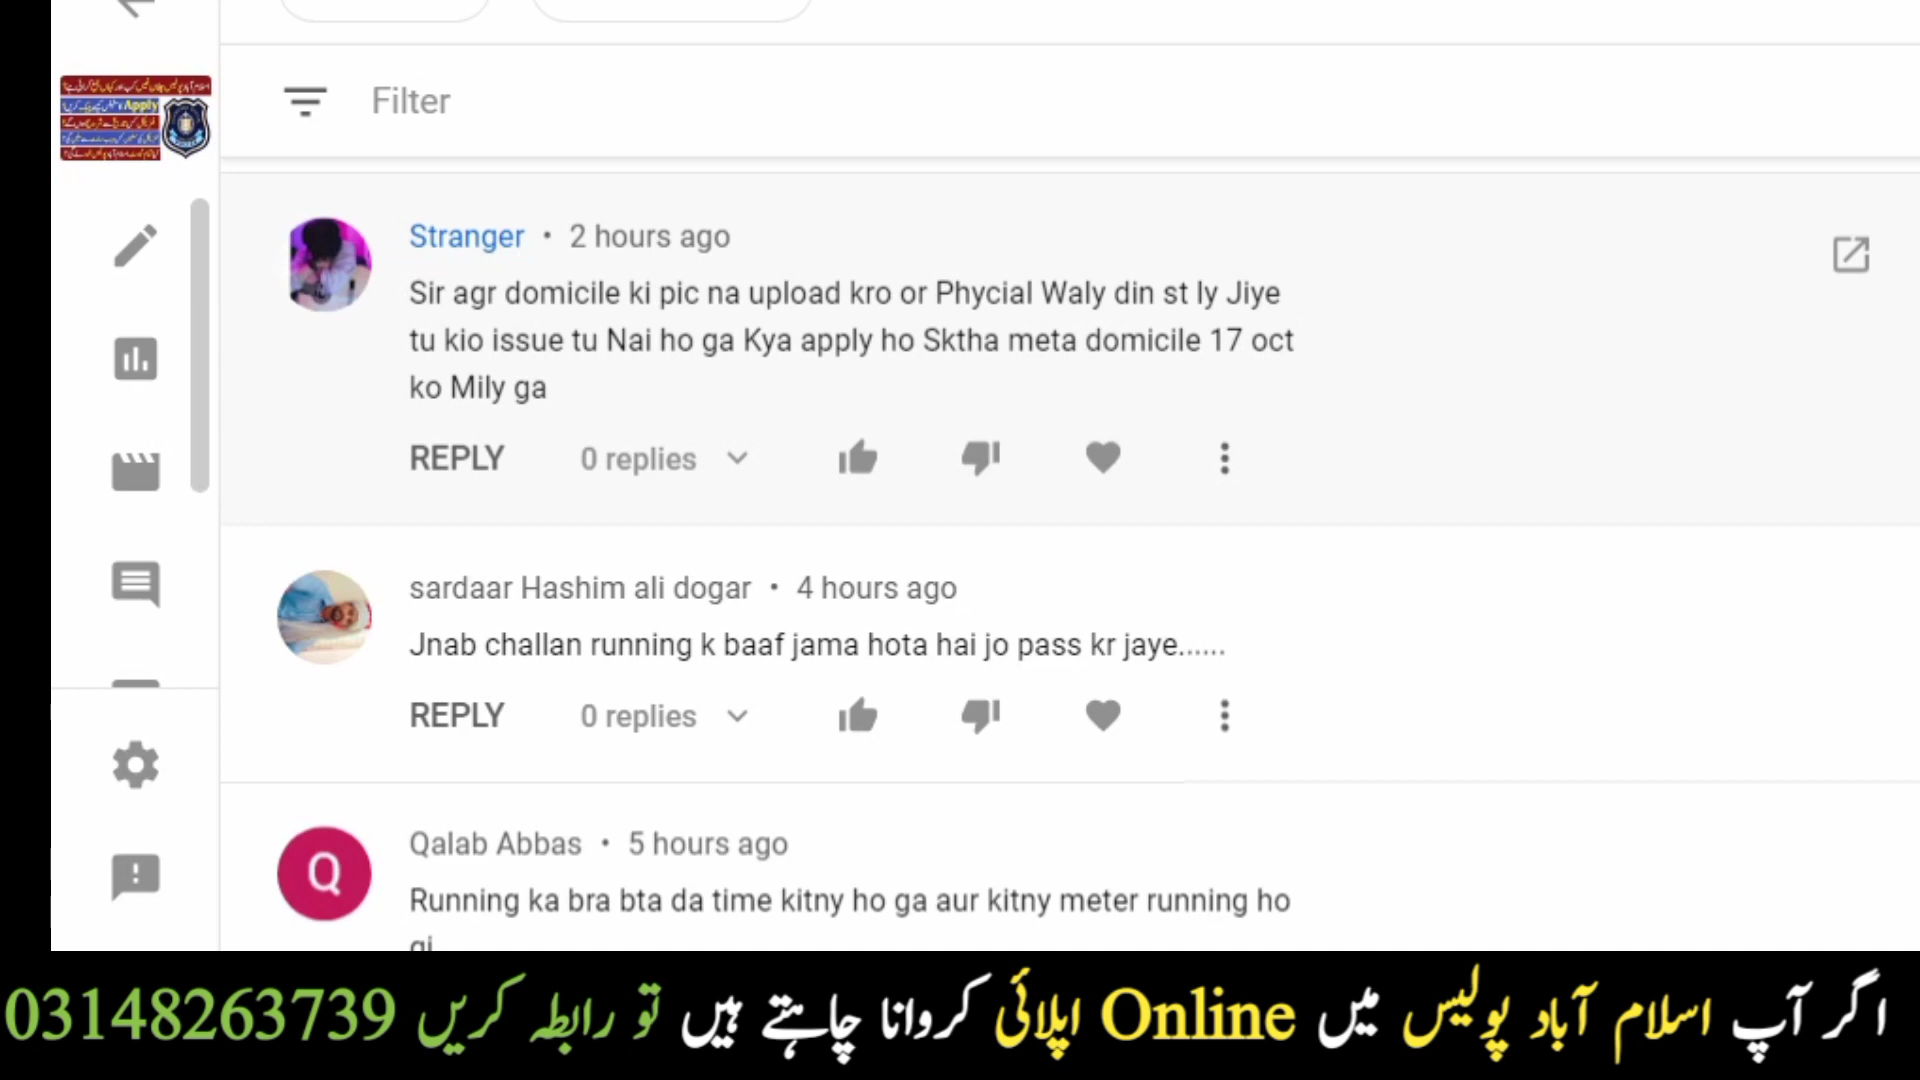 Filter
Apply
Stranger • 2 hours ago
Sir agr domicile ki pic na upload kro or Phycial Waly din st ly Jiye
tu kio issue tu Nai ho ga Kya apply ho Sktha meta domicile 17 oct
ko Mily ga
REPLY 0 replies
sardaar Hashim ali dogar • 4 hours ago
Jnab challan running k baaf jama hota hai jo pass kr jaye......
REPLY 0 replies
Q
Qalab Abbas • 5 hours ago
Running ka bra bta da time kitny ho ga aur kitny meter running ho
gi
اگر آپ اسلام آباد پولیس میں Online اپلائی کروانا چاہتے ہیں تو رابطہ کریں 03148263739